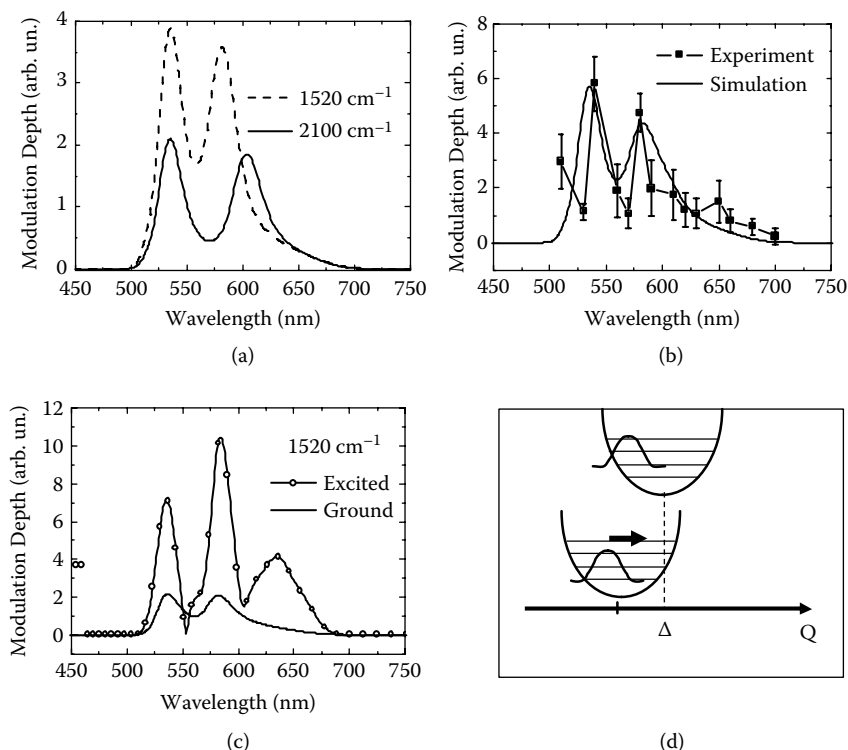 Modulation Depth (arb. un.)
4
3
2
1
0
1520 cm⁻¹
2100 cm⁻¹
450 500 550 600 650 700 750
Wavelength (nm)
(a)
Modulation Depth (arb. un.)
8
6
4
2
0
Experiment
Simulation
450 500 550 600 650 700 750
Wavelength (nm)
(b)
Modulation Depth (arb. un.)
12
10
8
6
4
2
0
1520 cm⁻¹
Excited
Ground
450 500 550 600 650 700 750
Wavelength (nm)
(c)
Δ
Q
(d)